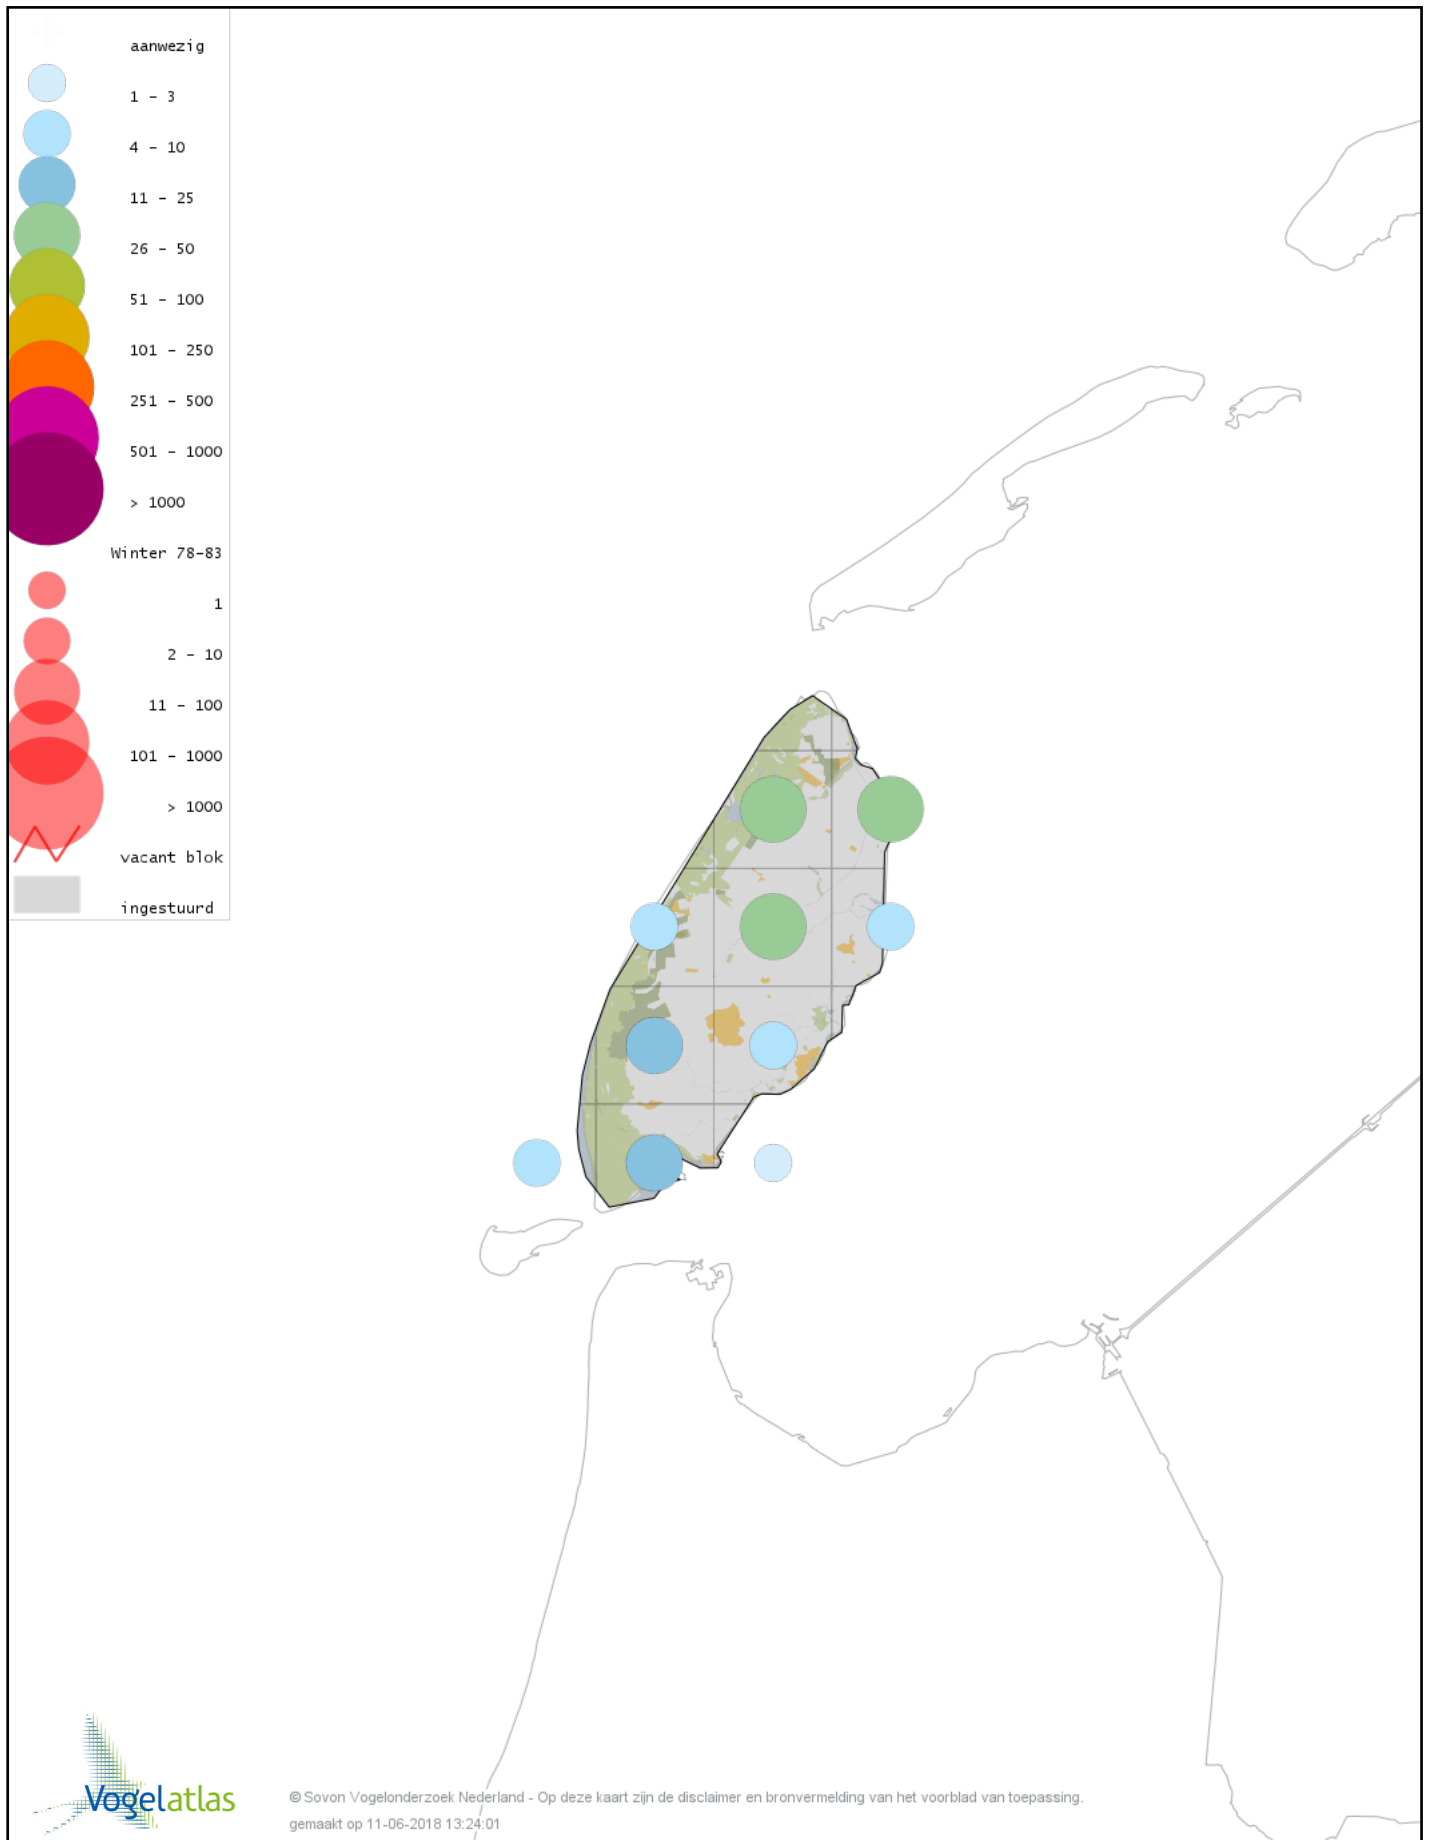 aanwezig
1 - 3
4 - 10
11 - 25
26 - 50
51 - 100
101 - 250
251 - 500
501 - 1000
> 1000
Winter 78-83
1
2 - 10
11 - 100
101 - 1000
> 1000
vacant blok
ingestuurd
Vogelatlas
© Sovon Vogelonderzoek Nederland - Op deze kaart zijn de disclaimer en bronvermelding van het voorblad van toepassing.
gemaakt op 11-06-2018 13:24:01